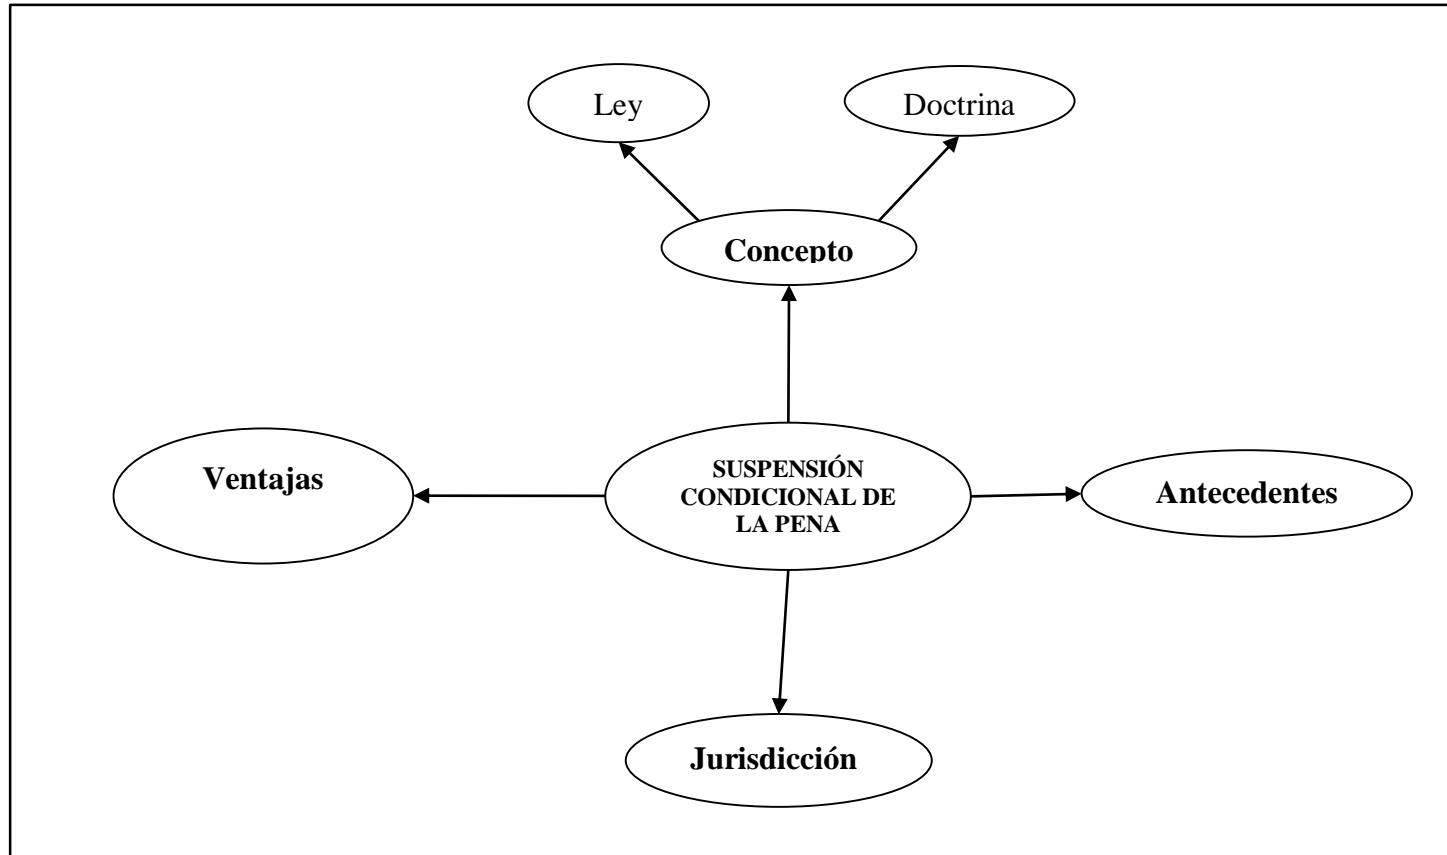 Ley
Doctrina
Concepto
Ventajas
SUSPENSIÓN
CONDICIONAL DE
LA PENA
Antecedentes
Jurisdicción